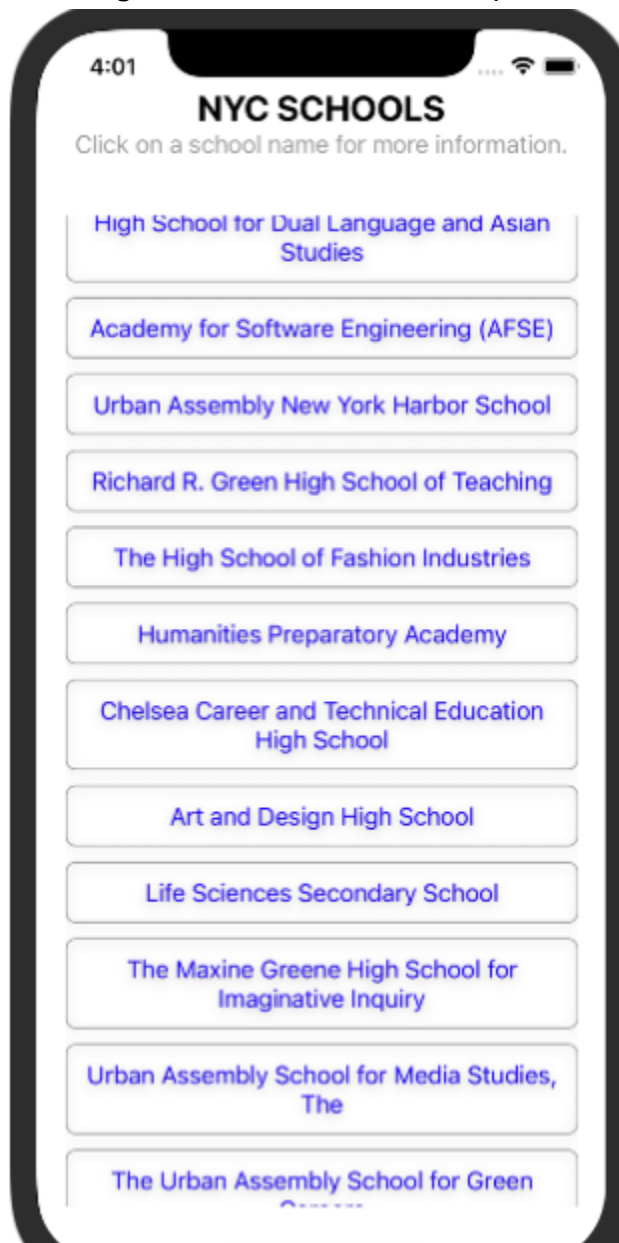 4:01
NYC SCHOOLS
Click on a school name for more information.
High School for Dual Language and Asian
Studies
Academy for Software Engineering (AFSE)
Urban Assembly New York Harbor School
Richard R. Green High School of Teaching
The High School of Fashion Industries
Humanities Preparatory Academy
Chelsea Career and Technical Education
High School
Art and Design High School
Life Sciences Secondary School
The Maxine Greene High School for
Imaginative Inquiry
Urban Assembly School for Media Studies,
The
The Urban Assembly School for Green